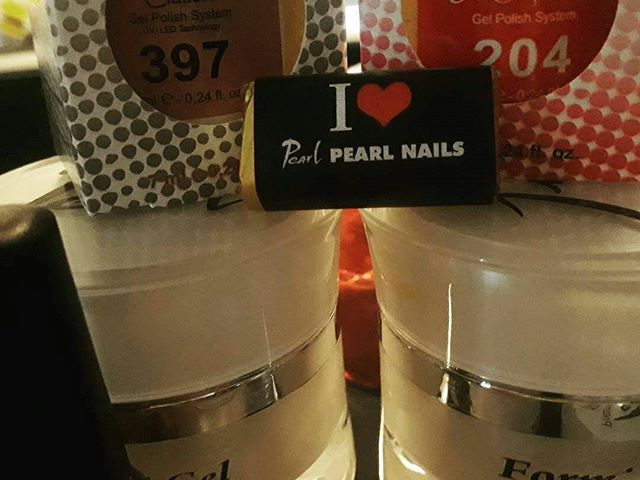 Gel Polish System
UV/LED Technology
397
0.24 fl. oz
Gel Polish System
204
I
Pearl PEARL NAILS
fl. oz.
Gel